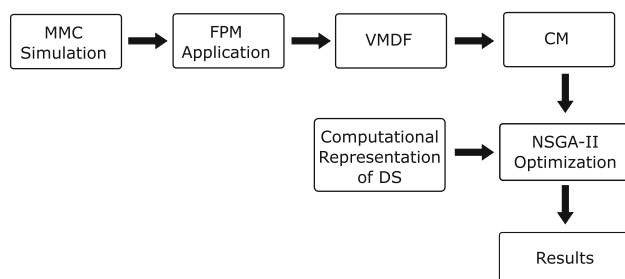 MMC
Simulation
FPM
Application
VMDF
CM
Computational
Representation
of DS
NSGA-II
Optimization
Results